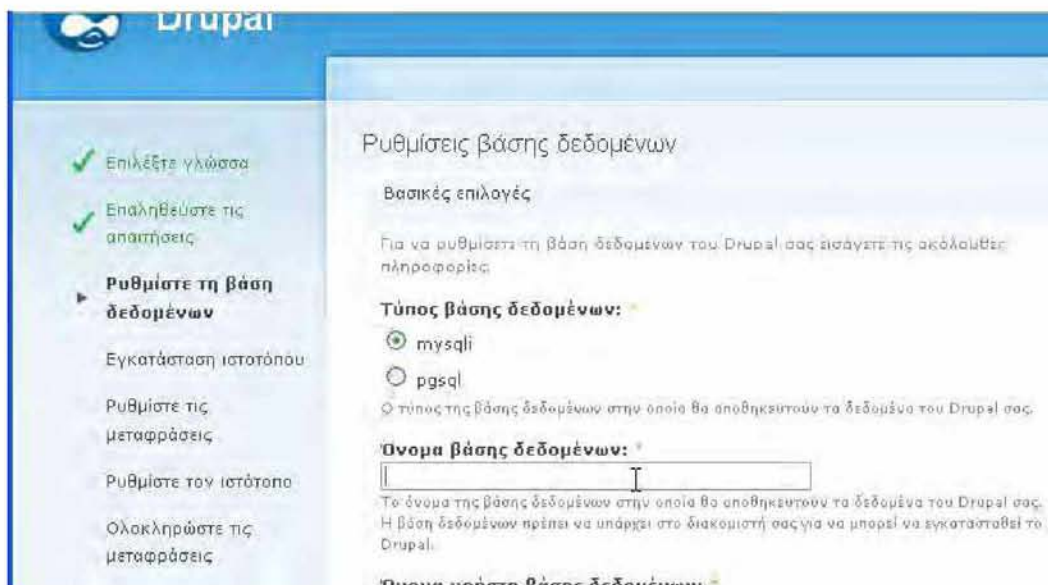 Drupal
✓ Επιλέξτε γλώσσα
✓ Επαληθεύστε τις
απαιτήσεις
Ρυθμίστε τη βάση
δεδομένων
Εγκατάσταση ιστοτόπου
Ρυθμίστε τις
μεταφράσεις
Ρυθμίστε τον ιστότοπο
Ολοκληρώστε τις
μεταφράσεις
Ρυθμίσεις βάσης δεδομένων
Βασικές επιλογές
Για να ρυθμίσετε τη βάση δεδομένων του Drupal σας εισάγετε τις ακόλουθες
πληροφορίες:
Τύπος βάσης δεδομένων: *
mysqli
pgsql
Ο τύπος της βάσης δεδομένων στην οποία θα αποθηκευτούν τα δεδομένα του Drupal σας.
Όνομα βάσης δεδομένων: *
Το όνομα της βάσης δεδομένων στην οποία θα αποθηκευτούν τα δεδομένα του Drupal σας.
Η βάση δεδομένων πρέπει να υπάρχει στο διακομιστή σας για να μπορεί να εγκατασταθεί το
Drupal.
Όνομα χρήστη βάσης δεδομένων: *